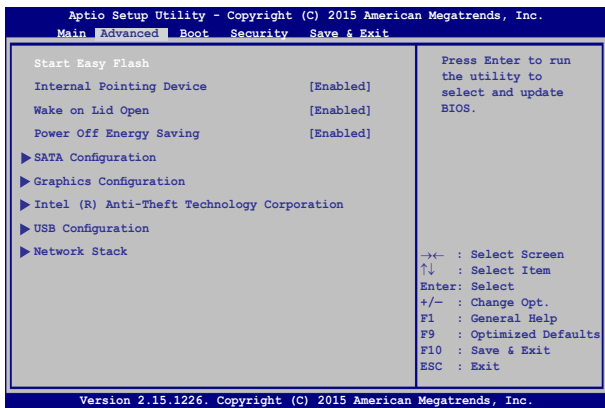 Aptio Setup Utility - Copyright (C) 2015 American Megatrends, Inc.
Main Advanced Boot Security Save & Exit
Start Easy Flash
Internal Pointing Device [Enabled]
Wake on Lid Open [Enabled]
Power Off Energy Saving [Enabled]
SATA Configuration
Graphics Configuration
Intel (R) Anti-Theft Technology Corporation
USB Configuration
Network Stack
Press Enter to run
the utility to
select and update
BIOS.
→← : Select Screen
↑↓ : Select Item
Enter: Select
+/— : Change Opt.
F1 : General Help
F9 : Optimized Defaults
F10 : Save & Exit
ESC : Exit
Version 2.15.1226. Copyright (C) 2015 American Megatrends, Inc.